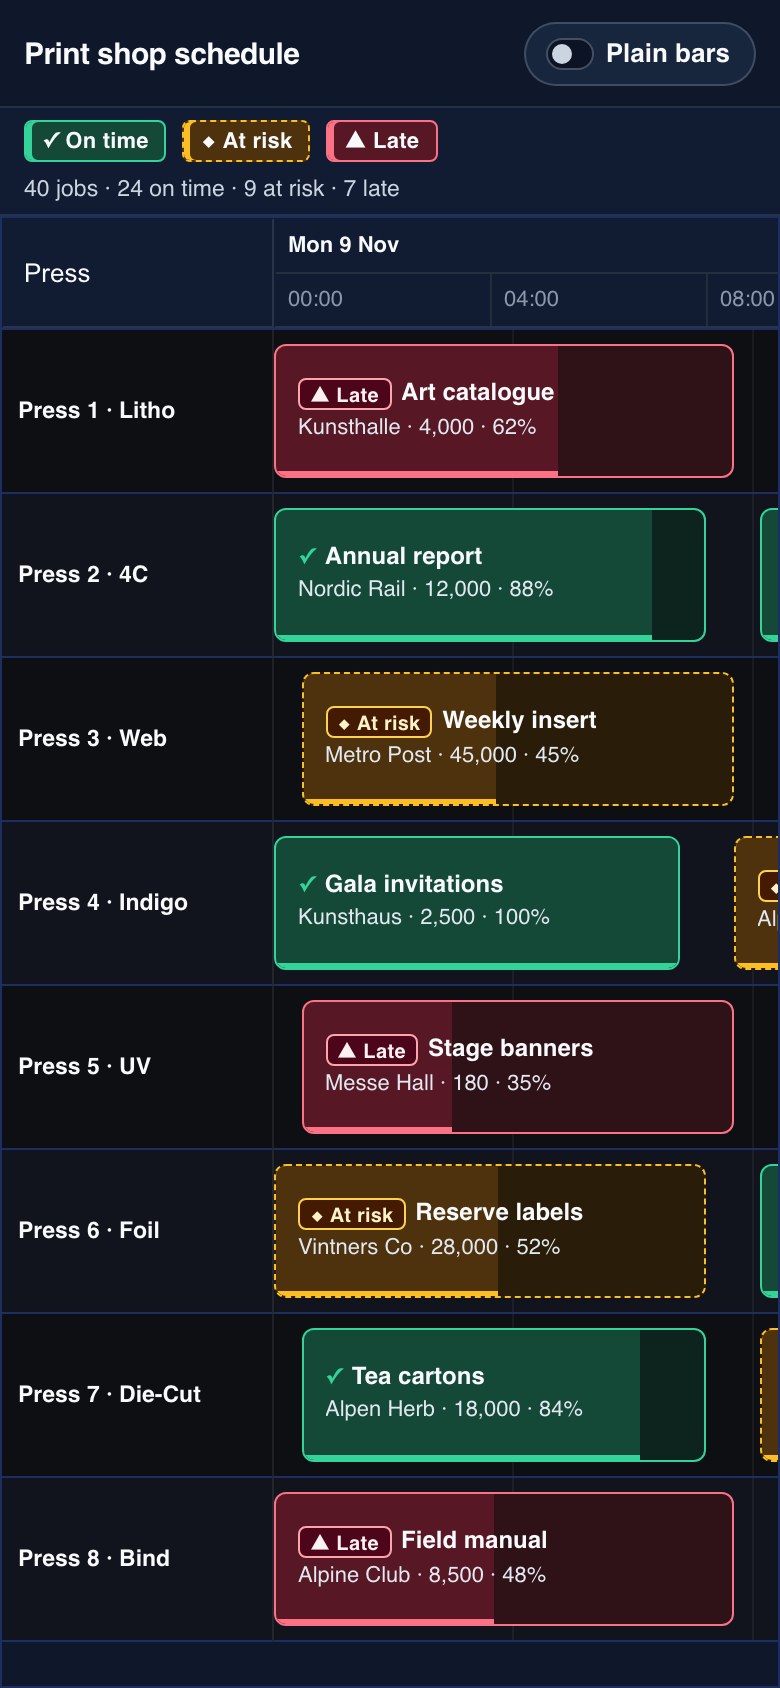 Print shop schedule
Plain bars
✓ On time
◆ At risk
▲ Late
40 jobs · 24 on time · 9 at risk · 7 late
Press
Mon 9 Nov
00:00
04:00
08:00
Press 1 · Litho
▲ Late Art catalogue
Kunsthalle · 4,000 · 62%
Press 2 · 4C
✓ Annual report
Nordic Rail · 12,000 · 88%
Press 3 · Web
◆ At risk Weekly insert
Metro Post · 45,000 · 45%
Press 4 · Indigo
✓ Gala invitations
Kunsthaus · 2,500 · 100%
Press 5 · UV
▲ Late Stage banners
Messe Hall · 180 · 35%
Press 6 · Foil
◆ At risk Reserve labels
Vintners Co · 28,000 · 52%
Press 7 · Die-Cut
✓ Tea cartons
Alpen Herb · 18,000 · 84%
Press 8 · Bind
▲ Late Field manual
Alpine Club · 8,500 · 48%